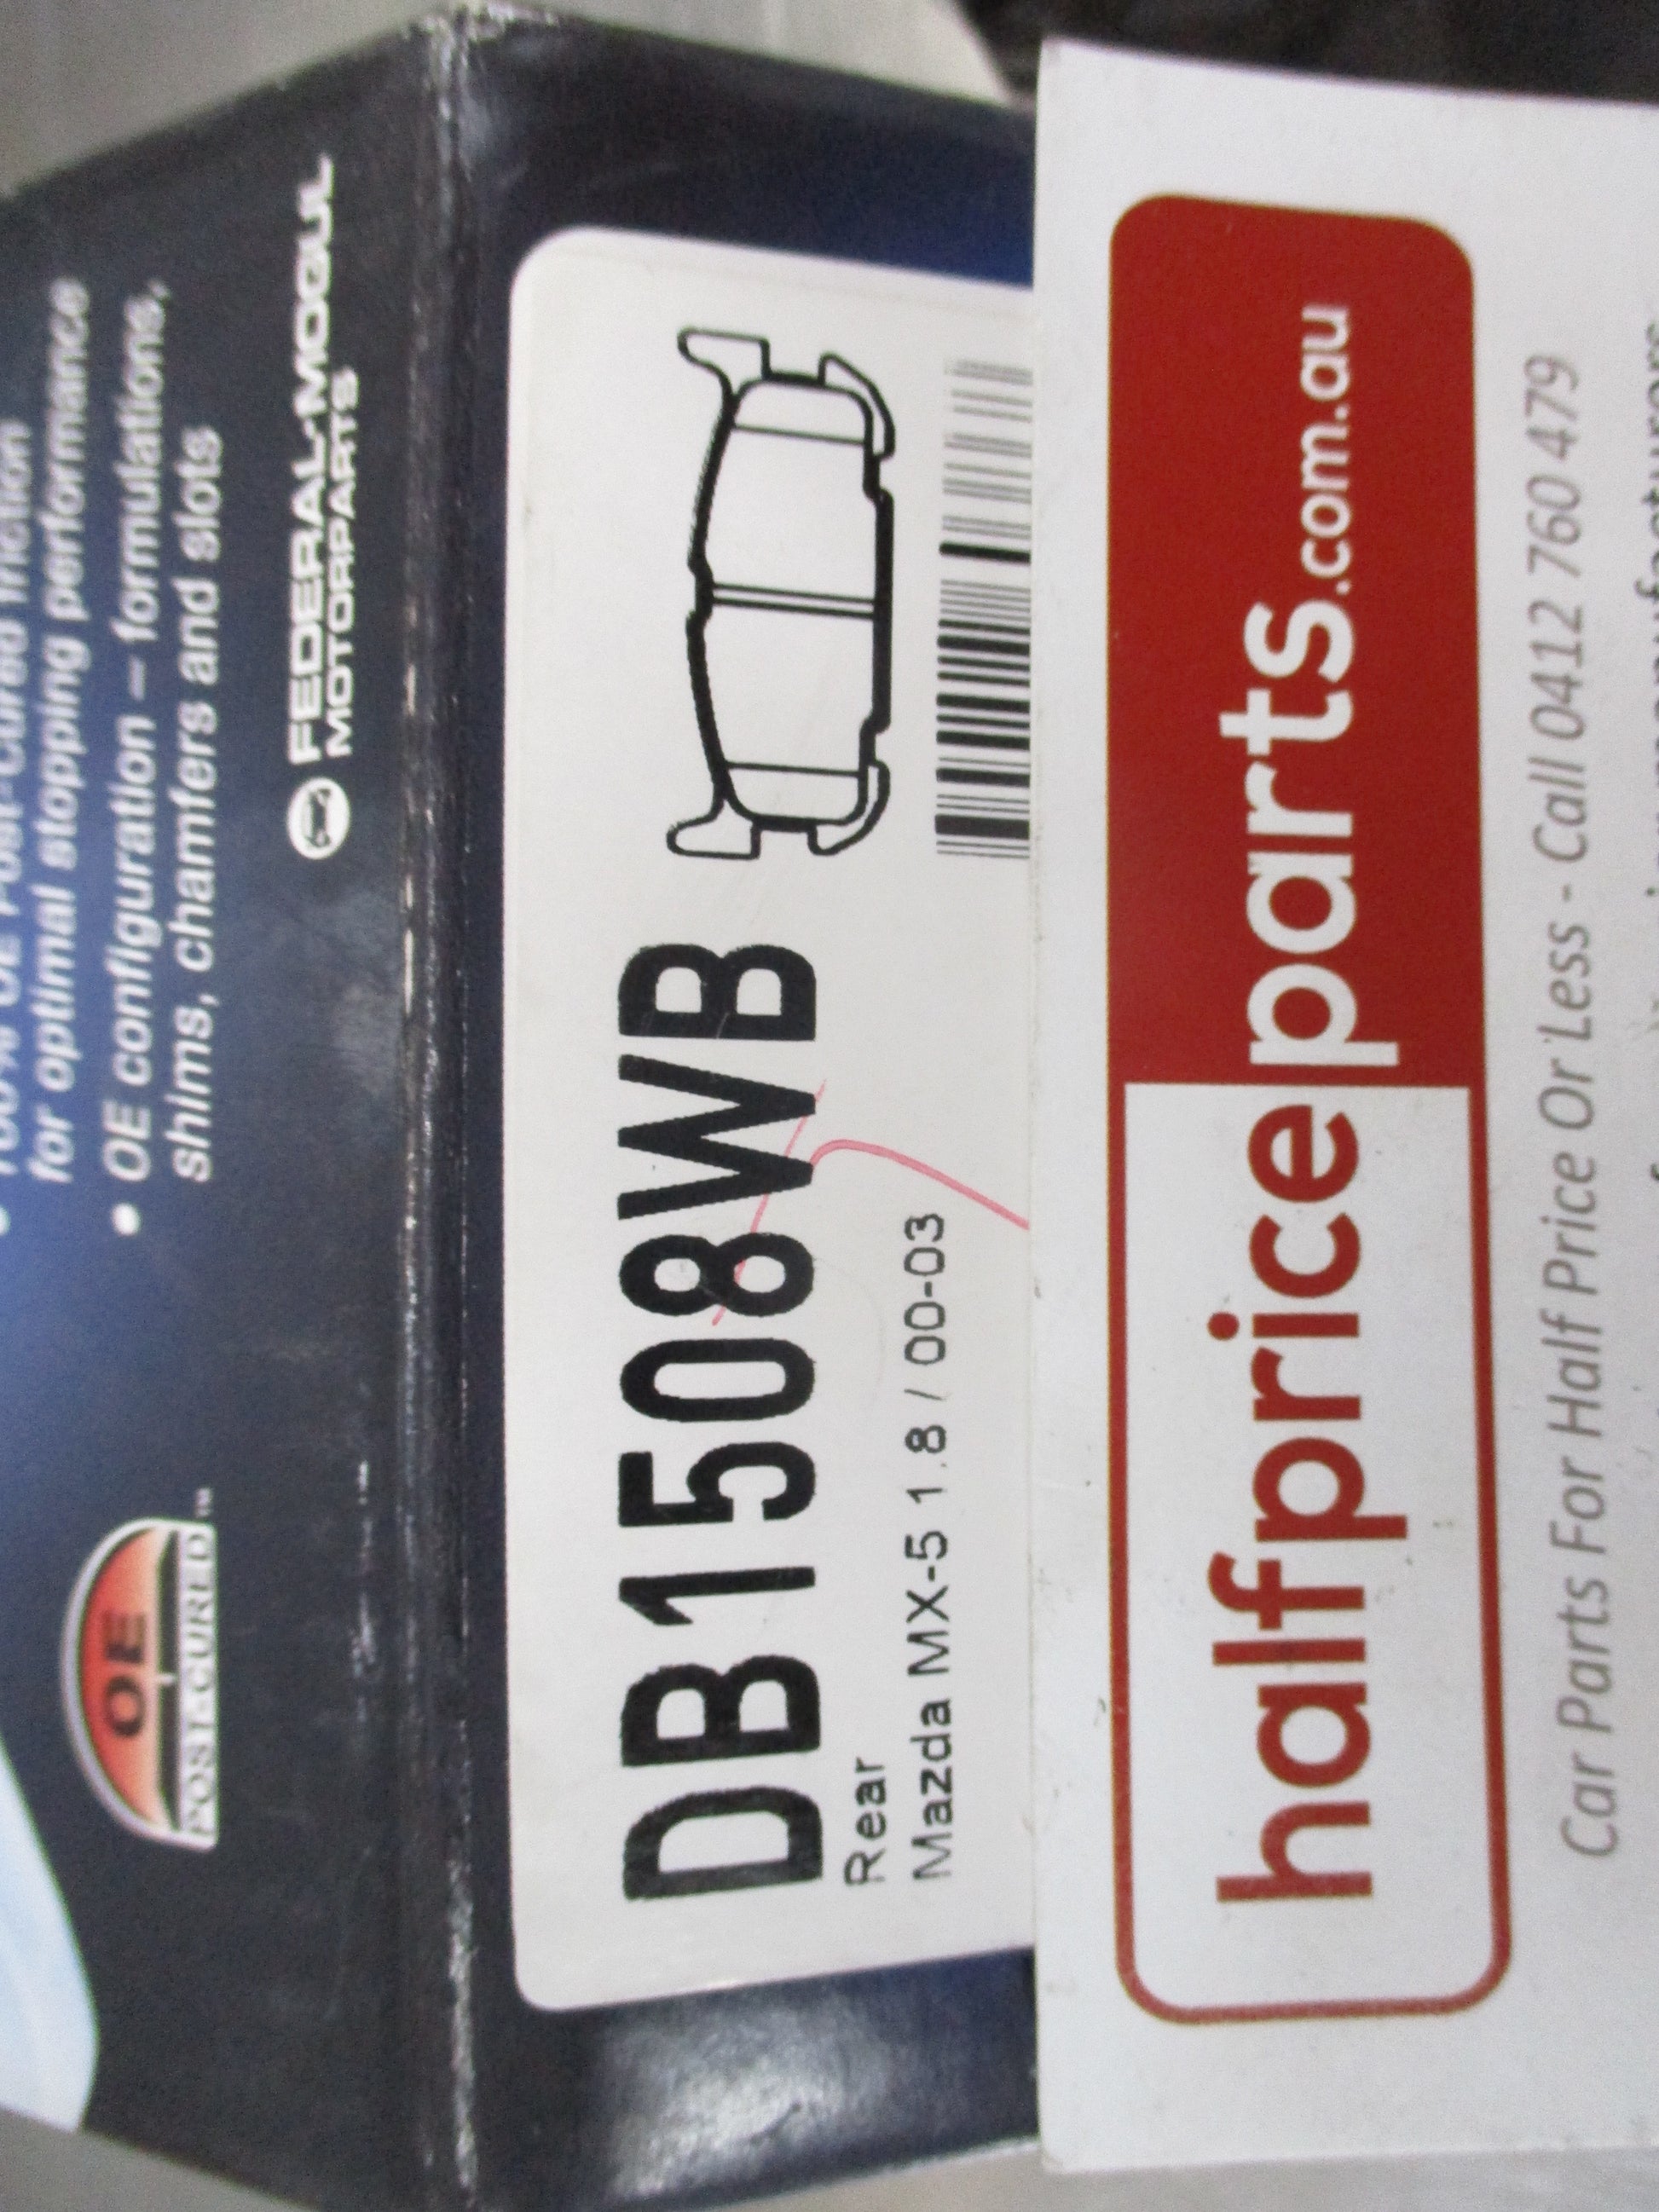 for optimal stopping performance
• OE configuration – formulations,
shims, chamfers and slots
OE
POST-CURED™
FEDERAL-MOGUL
MOTORPARTS
DB1508WB
Rear
Mazda MX-5 1.8 / 00-03
halfpriceparts.com.au
Car Parts For Half Price Or Less - Call 0412 760 479